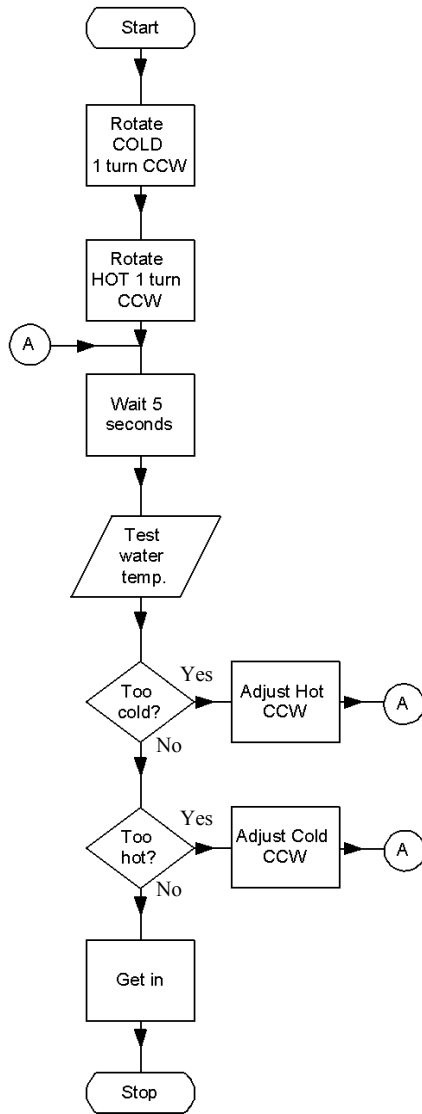 Start
Rotate
COLD
1 turn CCW
Rotate
HOT 1 turn
CCW
A
Wait 5
seconds
Test
water
temp.
Too
cold?
Yes
Adjust Hot
CCW
A
No
Too
hot?
Yes
Adjust Cold
CCW
A
No
Get in
Stop